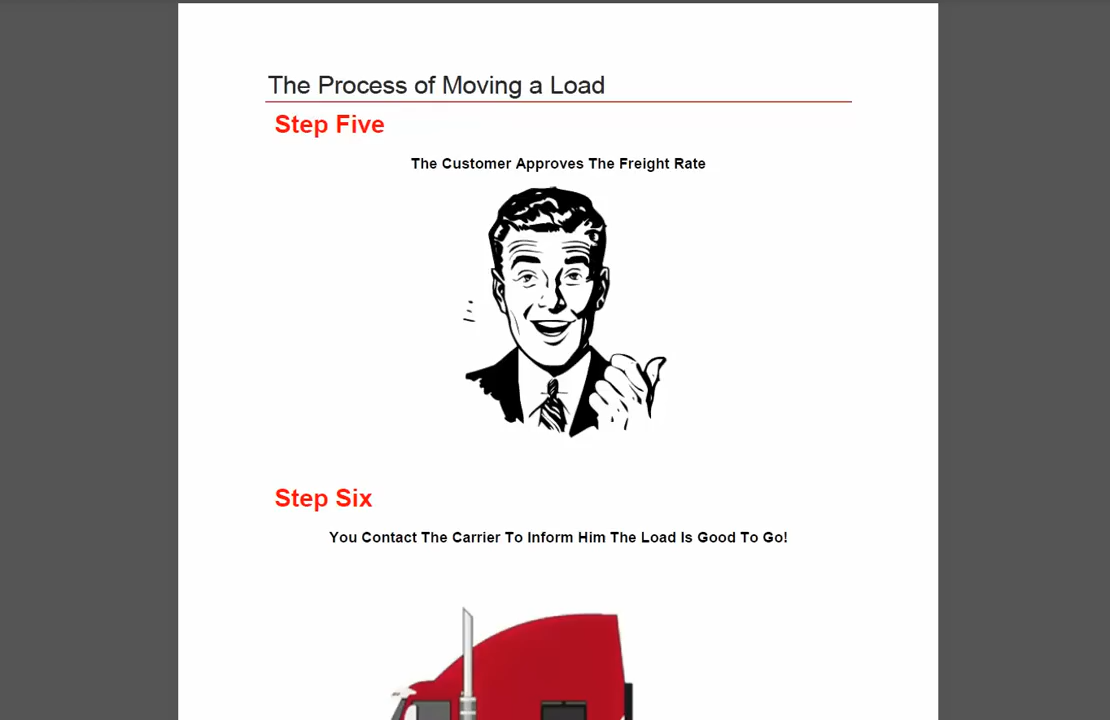 The Process of Moving a Load
Step Five
The Customer Approves The Freight Rate
Step Six
You Contact The Carrier To Inform Him The Load Is Good To Go!